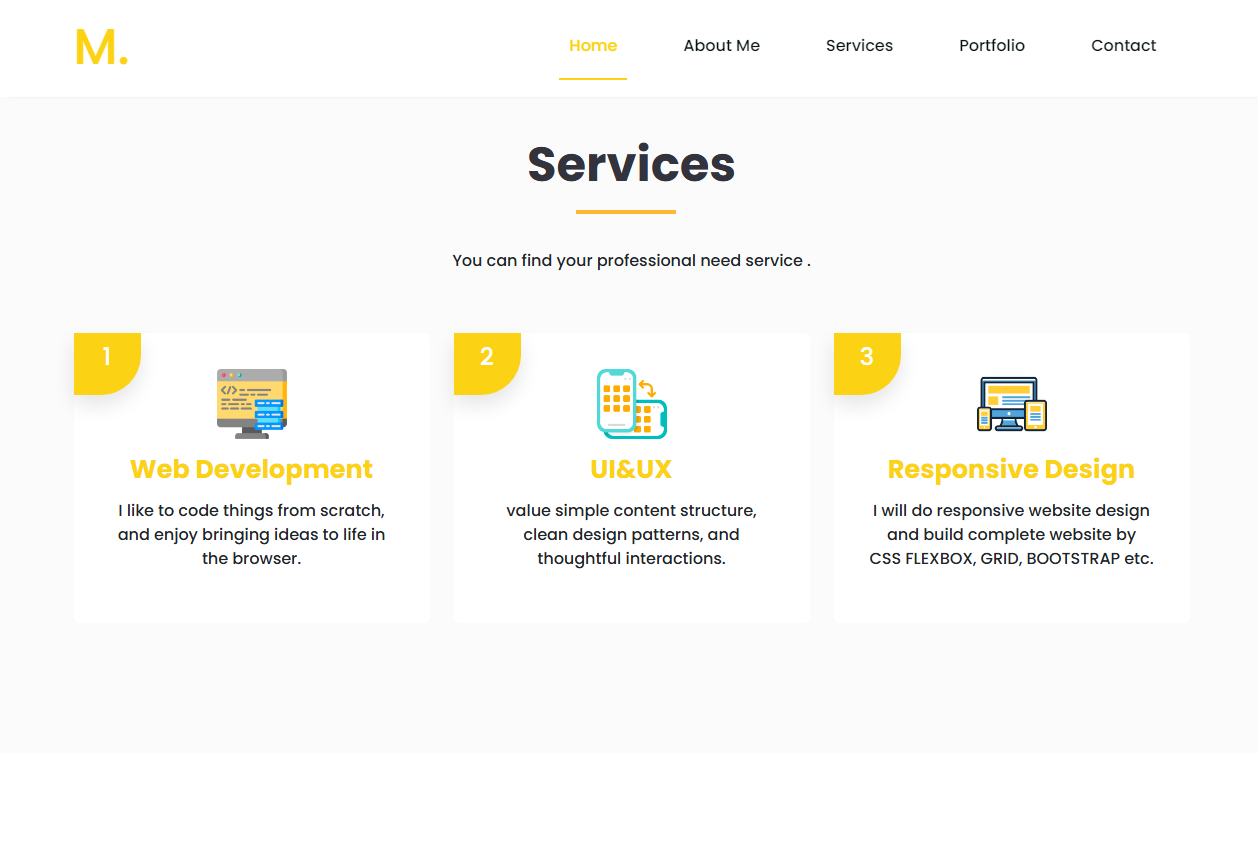 M.
Home
About Me
Services
Portfolio
Contact
Services
You can find your professional need service .
1
Web Development
I like to code things from scratch,
and enjoy bringing ideas to life in
the browser.
2
UI&UX
value simple content structure,
clean design patterns, and
thoughtful interactions.
3
Responsive Design
I will do responsive website design
and build complete website by
CSS FLEXBOX, GRID, BOOTSTRAP etc.